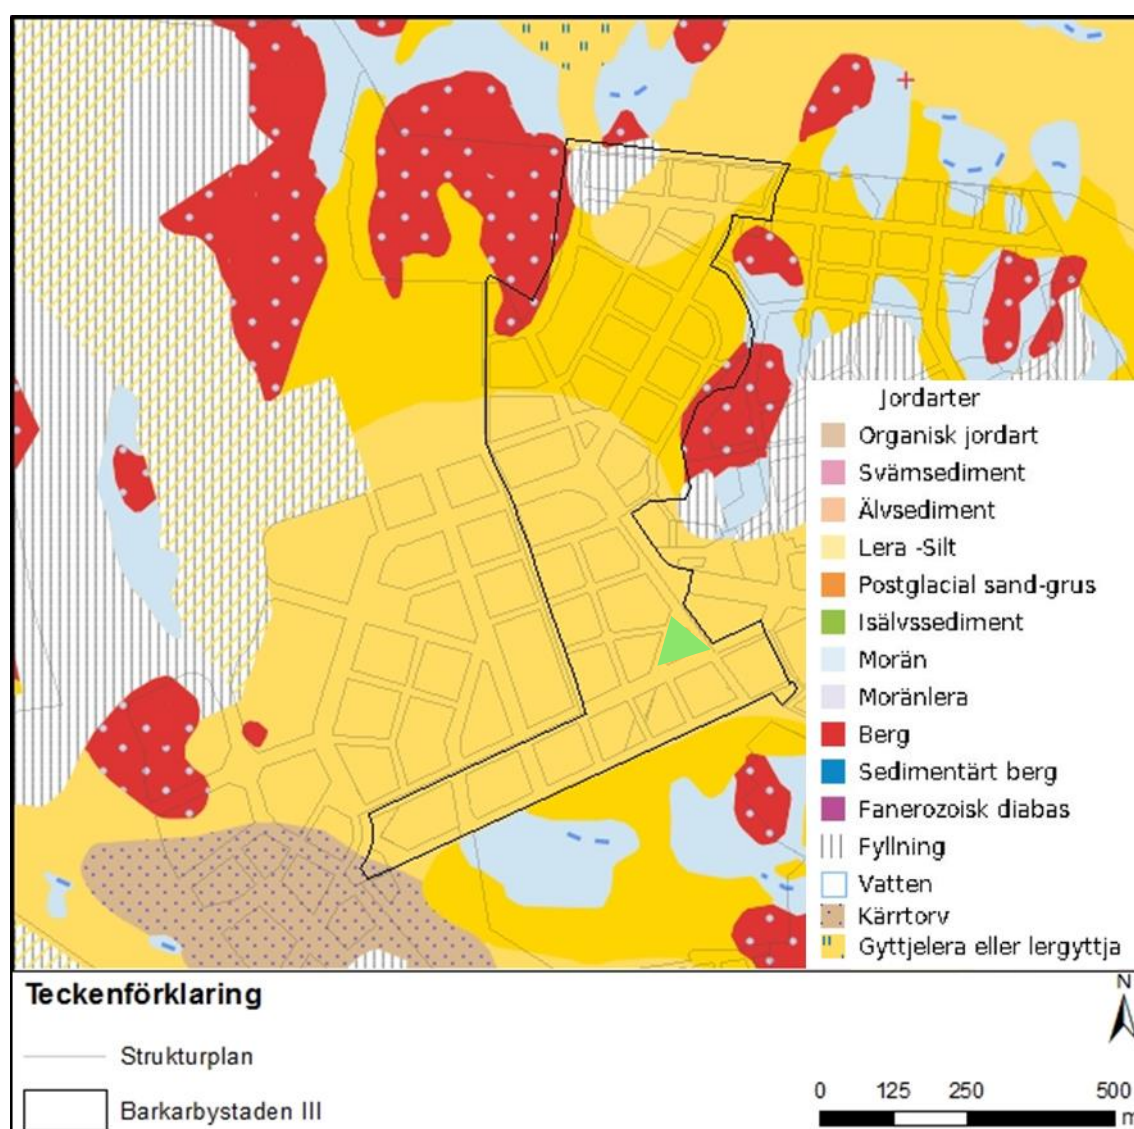 Jordarter
Organisk jordart
Svämsediment
Älvsediment
Lera -Silt
Postglacial sand-grus
Isälvssediment
Morän
Moränlera
Berg
Sedimentärt berg
Fanerozoisk diabas
Fyllning
Vatten
Kärrtorv
Gyttjelera eller lergyttja
Teckenförklaring
Strukturplan
Barkarbystaden III
N
0 125 250 500
m